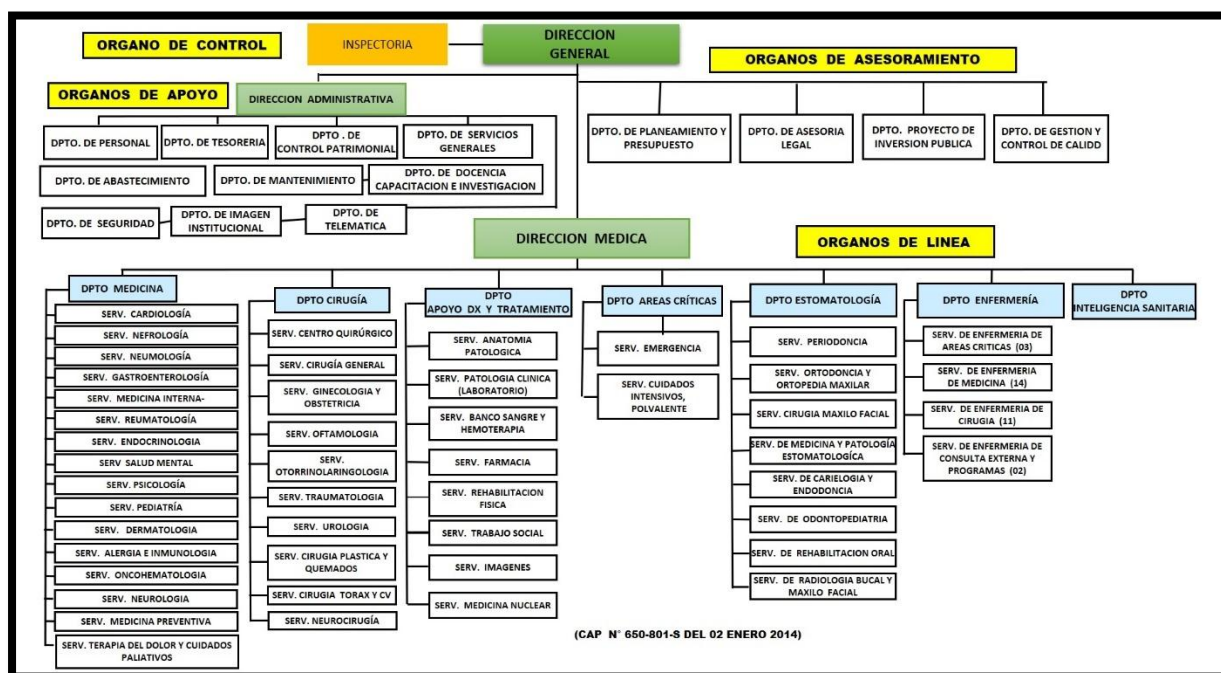 ORGANO DE CONTROL
INSPECTORIA
DIRECCION
GENERAL
ORGANOS DE ASESORAMIENTO
ORGANOS DE APOYO
DIRECCION ADMINISTRATIVA
DPTO. DE PERSONAL
DPTO. DE TESORERIA
DPTO . DE
CONTROL PATRIMONIAL
DPTO. DE SERVICIOS
GENERALES
DPTO. DE PLANEAMIENTO Y
PRESUPUESTO
DPTO. DE ASESORIA
LEGAL
DPTO. PROYECTO DE
INVERSION PUBLICA
DPTO. DE GESTION Y
CONTROL DE CALIDD
DPTO. DE ABASTECIMIENTO
DPTO. DE MANTENIMIENTO
DPTO. DE DOCENCIA
CAPACITACION E INVESTIGACION
DPTO. DE SEGURIDAD
DPTO. DE IMAGEN
INSTITUCIONAL
DPTO. DE
TELEMATICA
DIRECCION MEDICA
ORGANOS DE LINEA
DPTO MEDICINA
SERV. CARDIOLOGÍA
SERV. NEFROLOGÍA
SERV. NEUMOLOGÍA
SERV. GASTROENTEROLOGÍA
SERV. MEDICINA INTERNA-
SERV. REUMATOLOGÍA
SERV. ENDOCRINOLOGIA
SERV SALUD MENTAL
SERV. PSICOLOGÍA
SERV. PEDIATRÍA
SERV. DERMATOLOGIA
SERV. ALERGIA E INMUNOLOGIA
SERV. ONCOHEMATOLOGIA
SERV. NEUROLOGIA
SERV. MEDICINA PREVENTIVA
SERV. TERAPIA DEL DOLOR Y CUIDADOS
PALIATIVOS
DPTO CIRUGÍA
SERV. CENTRO QUIRÚRGICO
SERV. CIRUGÍA GENERAL
SERV. GINECOLOGIA Y
OBSTETRICIA
SERV. OFTAMOLOGIA
SERV.
OTORRINOLARINGOLOGIA
SERV. TRAUMATOLOGIA
SERV. UROLOGIA
SERV. CIRUGIA PLASTICA Y
QUEMADOS
SERV. CIRUGIA TORAX Y CV
SERV. NEUROCIRUGÍA
DPTO
APOYO DX Y TRATAMIENTO
SERV. ANATOMIA
PATOLOGICA
SERV. PATOLOGIA CLINICA
(LABORATORIO)
SERV. BANCO SANGRE Y
HEMOTERAPIA
SERV. FARMACIA
SERV. REHABILITACION
FISICA
SERV. TRABAJO SOCIAL
SERV. IMAGENES
SERV. MEDICINA NUCLEAR
DPTO AREAS CRÍTICAS
SERV. EMERGENCIA
SERV. CUIDADOS
INTENSIVOS, POLVALENTE
DPTO ESTOMATOLOGÍA
SERV. PERIODONCIA
SERV. ORTODONCIA Y
ORTOPEDIA MAXILAR
SERV. CIRUGIA MAXILO FACIAL
SERV. DE MEDICINA Y PATOLOGÍA
ESTOMATOLOGÍCA
SERV. DE CARIELOGIA Y
ENDODONCIA
SERV. DE ODONTOPEDIATRIA
SERV. DE REHABILITACION ORAL
SERV. DE RADIOLOGIA BUCAL Y
MAXILO FACIAL
DPTO ENFERMERÍA
SERV. DE ENFERMERIA DE
AREAS CRITICAS (03)
SERV. DE ENFERMERIA
DE MEDICINA (14)
SERV. DE ENFERMERIA DE
CIRUGIA (11)
SERV. DE ENFERMERIA DE
CONSULTA EXTERNA Y
PROGRAMAS (02)
DPTO
INTELIGENCIA SANITARIA
(CAP N° 650-801-S DEL 02 ENERO 2014)